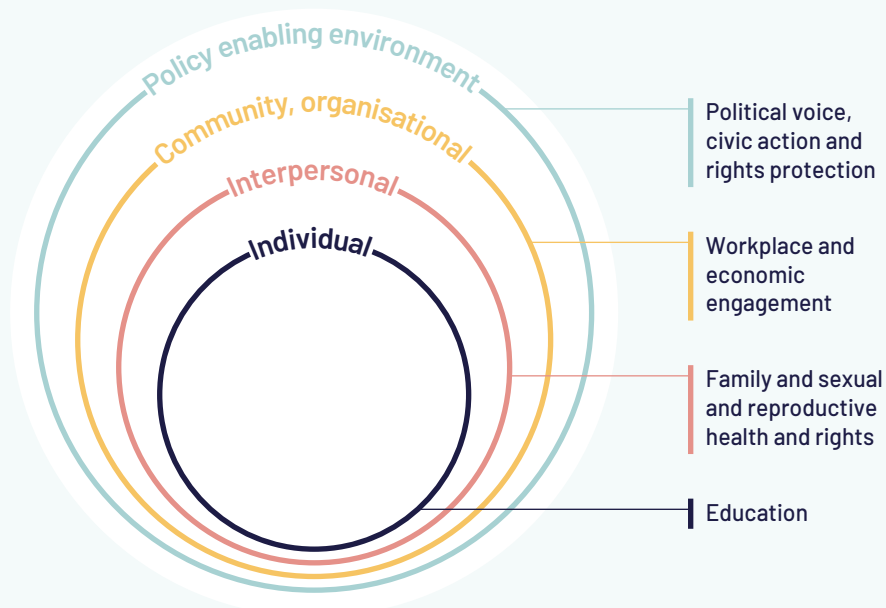 Policy enabling environment
Community, organisational
Interpersonal
Individual
Political voice,
civic action and
rights protection
Workplace and
economic
engagement
Family and sexual
and reproductive
health and rights
Education